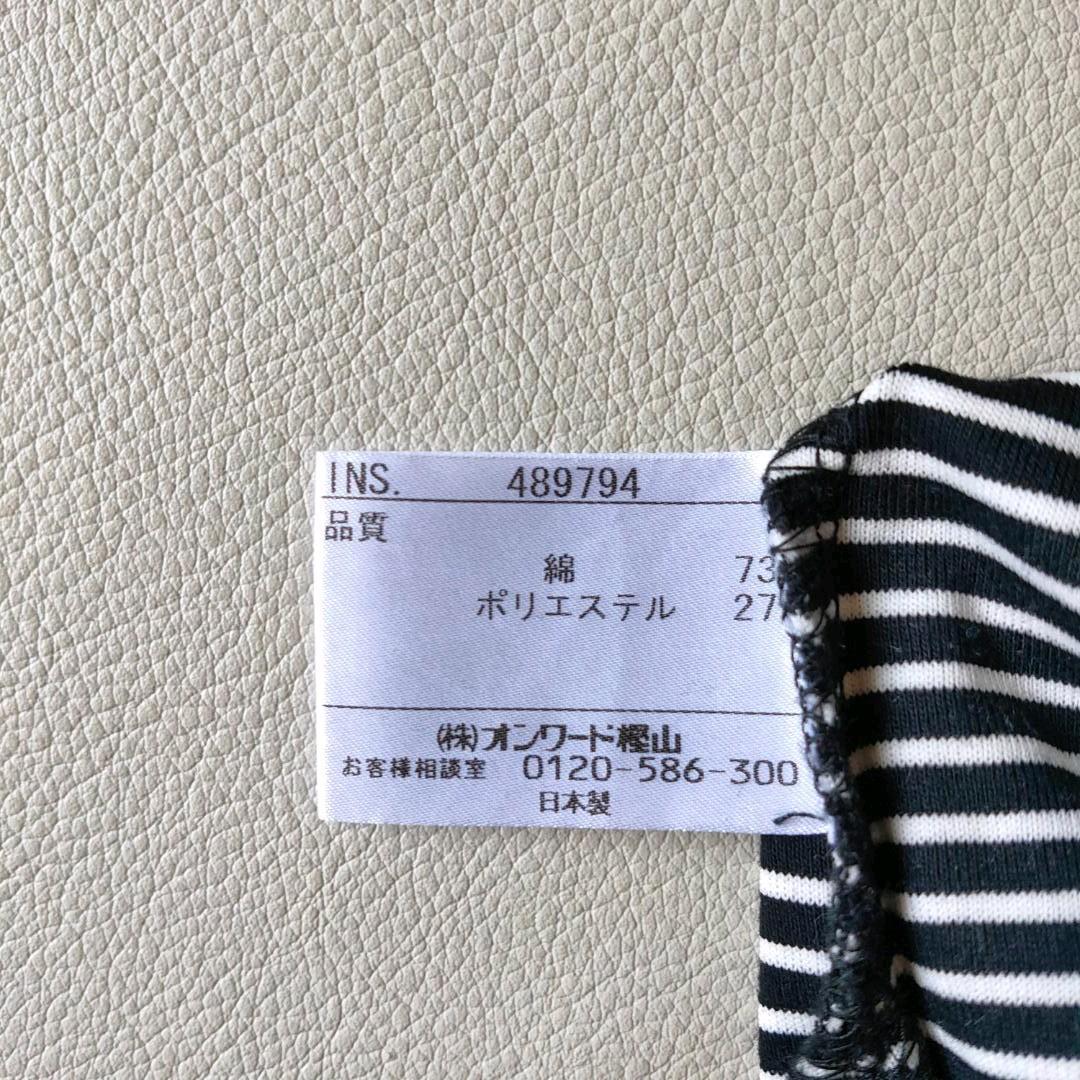 INS. 489794
品質
綿 73
ポリエステル 27
㈱オンワード樫山
お客様相談室 0120-586-300
日本製